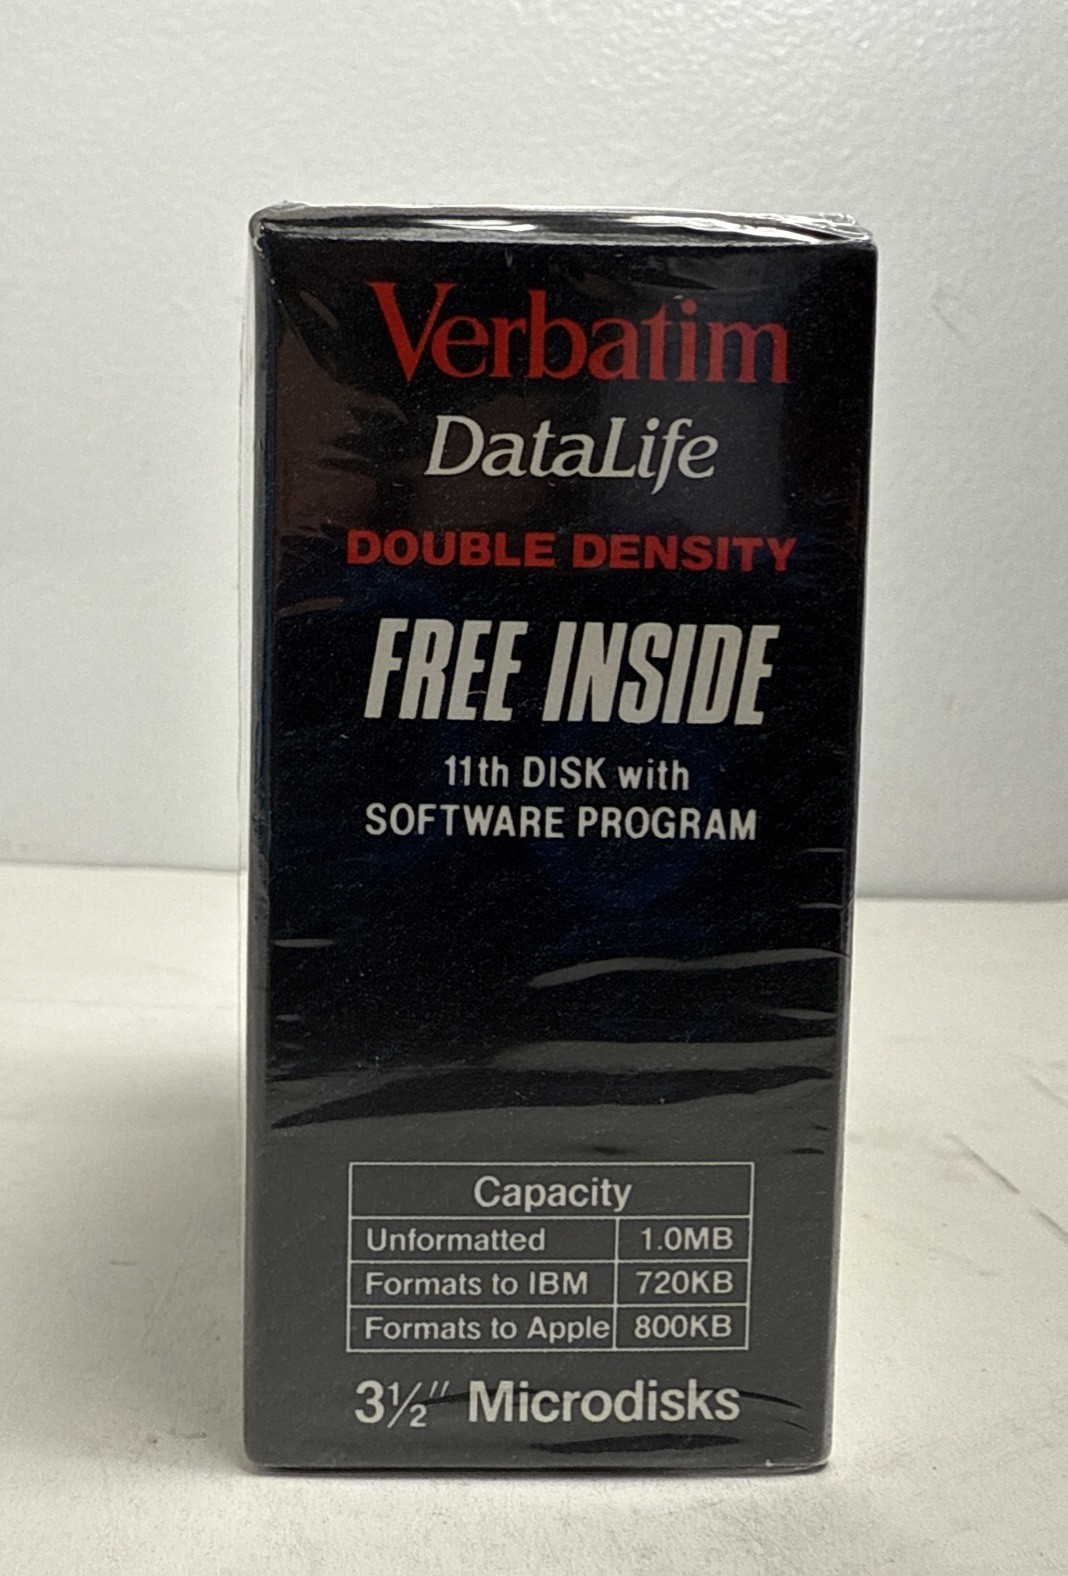 Verbatim
DataLife
DOUBLE DENSITY
FREE INSIDE
11th DISK with
SOFTWARE PROGRAM
Capacity
Unformatted 1.0MB
Formats to IBM 720KB
Formats to Apple 800KB
3½" Microdisks